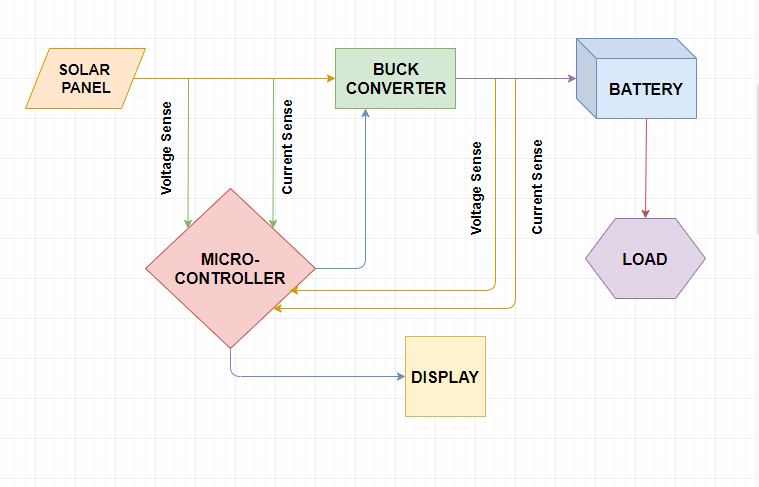 SOLAR
PANEL
BUCK
CONVERTER
BATTERY
Voltage Sense
Current Sense
Voltage Sense
Current Sense
MICRO-
CONTROLLER
LOAD
DISPLAY